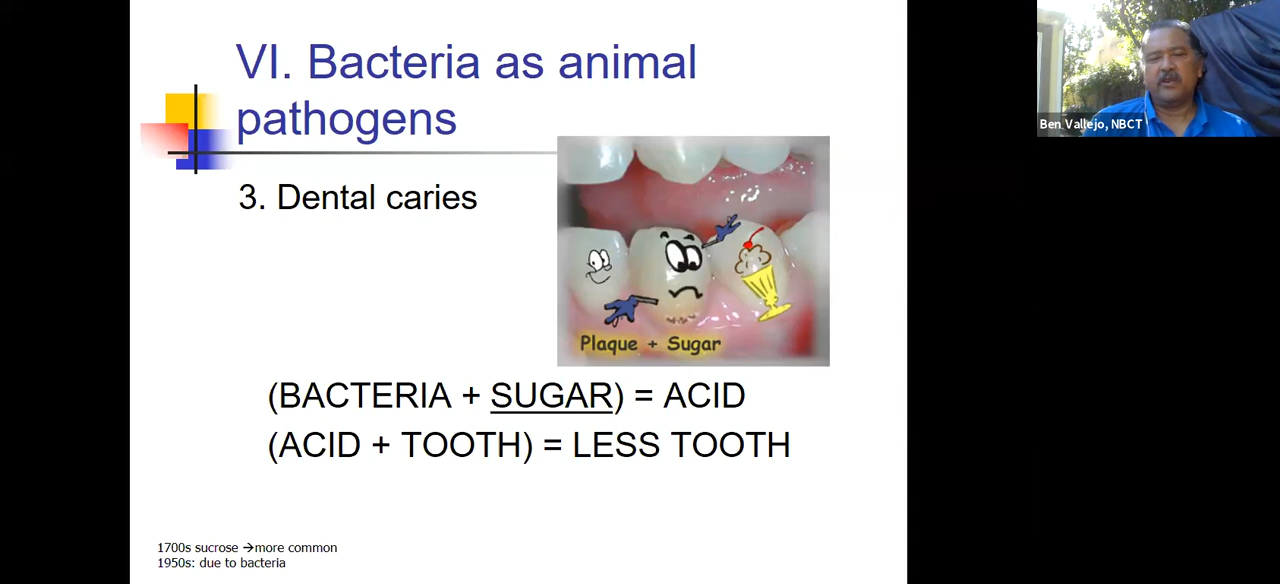 VI. Bacteria as animal
pathogens
3. Dental caries
Plaque + Sugar
(BACTERIA + SUGAR) = ACID
(ACID + TOOTH) = LESS TOOTH
1700s sucrose →more common
1950s: due to bacteria
Ben Vallejo, NBCT